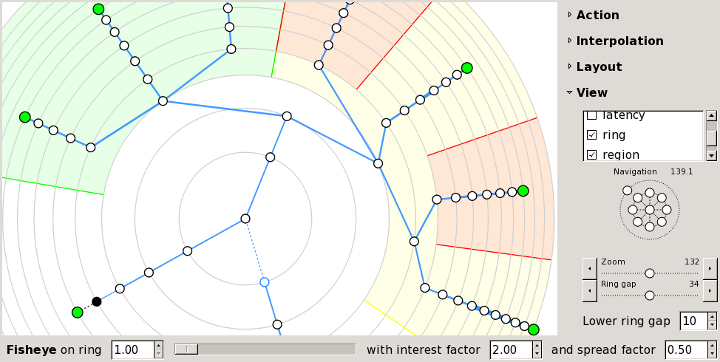 Action
Interpolation
Layout
View
latency
ring
region
Navigation 139.1
Zoom 132
Ring gap 34
Lower ring gap 10
Fisheye on ring 1.00 with interest factor 2.00 and spread factor 0.50